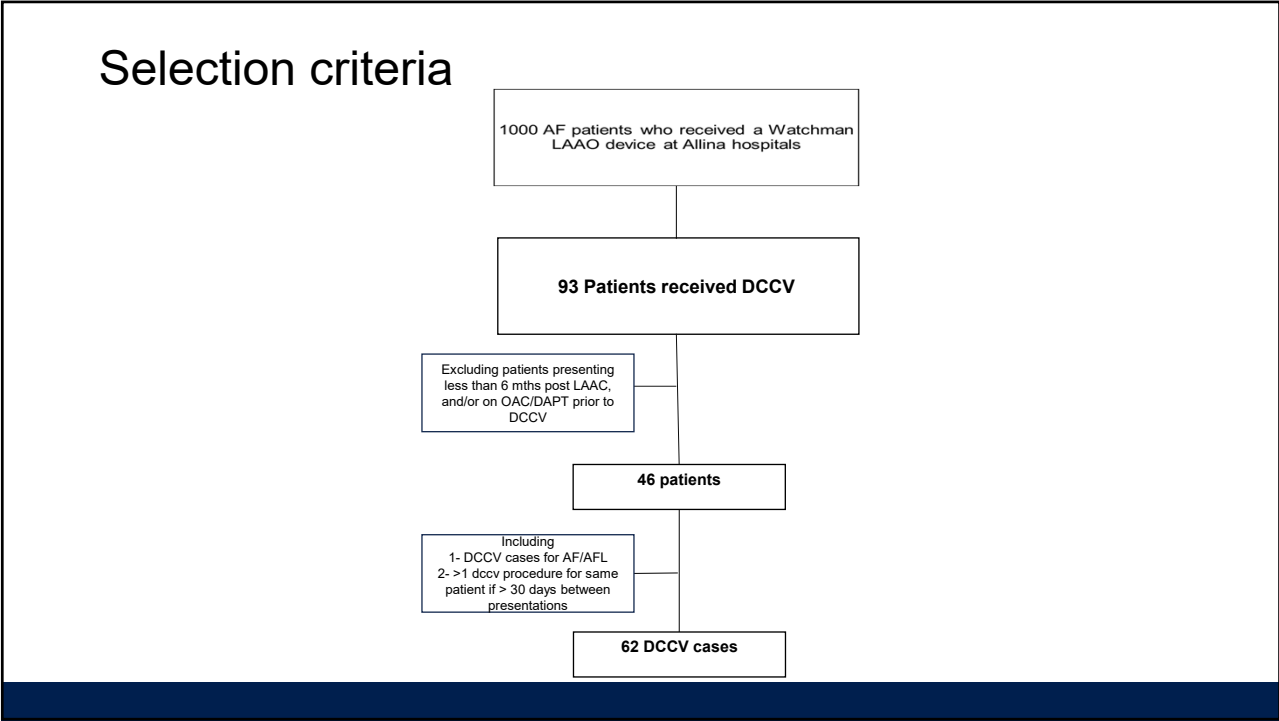 Selection criteria
1000 AF patients who received a Watchman
LAAO device at Allina hospitals
93 Patients received DCCV
Excluding patients presenting
less than 6 mths post LAAC,
and/or on OAC/DAPT prior to
DCCV
46 patients
Including
1- DCCV cases for AF/AFL
2- >1 dccv procedure for same
patient if > 30 days between
presentations
62 DCCV cases